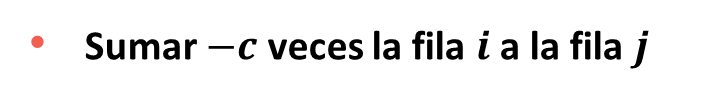 • Sumar −c veces la fila i a la fila j